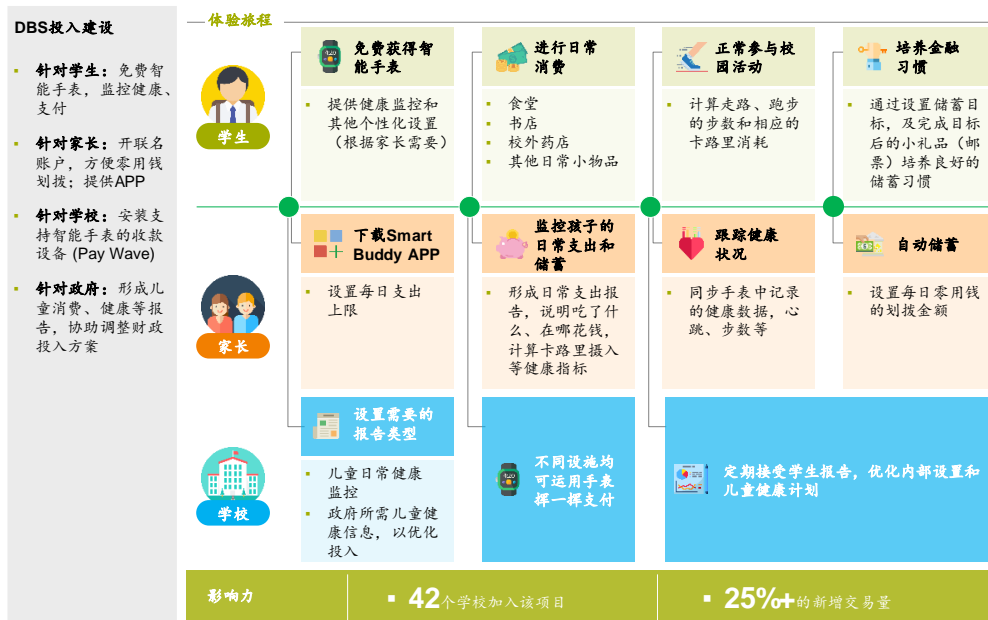 DBS投入建设
针对学生：免费智
能手表，监控健康、
支付
针对家长：开联名
账户，方便零用钱
划拨；提供APP
针对学校：安装支
持智能手表的收款
设备 (Pay Wave)
针对政府：形成儿
童消费、健康等报
告，协助调整财政
投入方案
体验旅程
学生
免费获得智
能手表
提供健康监控和
其他个性化设置
（根据家长需要）
进行日常
消费
食堂
书店
校外药店
其他日常小物品
正常参与校
园活动
计算走路、跑步
的步数和相应的
卡路里消耗
培养金融
习惯
通过设置储蓄目
标，及完成目标
后的小礼品（邮
票）培养良好的
储蓄习惯
家长
下载Smart
Buddy APP
设置每日支出
上限
监控孩子的
日常支出和
储蓄
形成日常支出报
告，说明吃了什
么、在哪花钱，
计算卡路里摄入
等健康指标
跟踪健康
状况
同步手表中记录
的健康数据，心
跳、步数等
自动储蓄
设置每日零用钱
的划拨金额
学校
设置需要的
报告类型
儿童日常健康
监控
政府所需儿童健
康信息，以优化
投入
不同设施均
可运用手表
挥一挥支付
定期接受学生报告，优化内部设置和
儿童健康计划
影响力
42个学校加入该项目
25%+的新增交易量